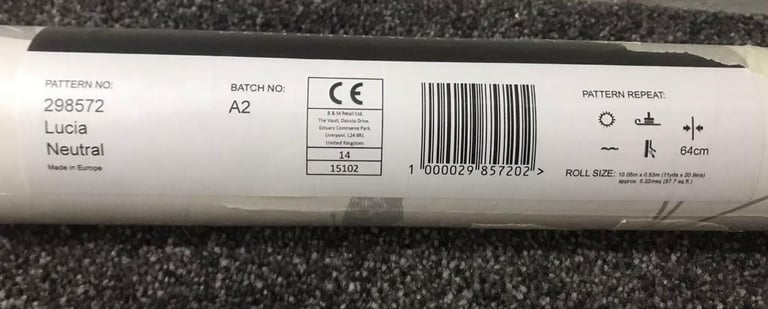 PATTERN NO:
298572
Lucia
Neutral
Made in Europe
BATCH NO:
A2
CE
B & M Retail Ltd.
The Vault, Dakota Drive,
Estuary Commerce Park,
Liverpool, L24 8RJ.
United Kingdom
14
15102
1 000029 857202 >
PATTERN REPEAT:
64cm
ROLL SIZE: 10.05m x 0.53m (11yds x 20.8ins)
approx. 5.32msq (57.7 sq.ft.)